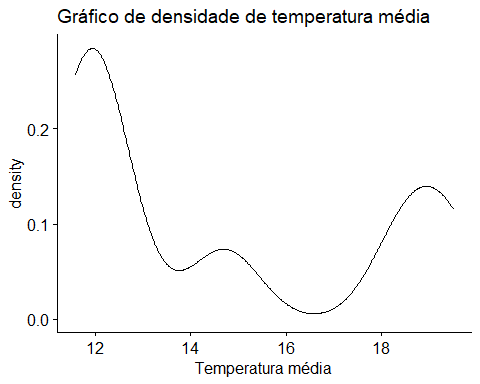 Gráfico de densidade de temperatura média
density
0.2
0.1
0.0
12 14 16 18
Temperatura média